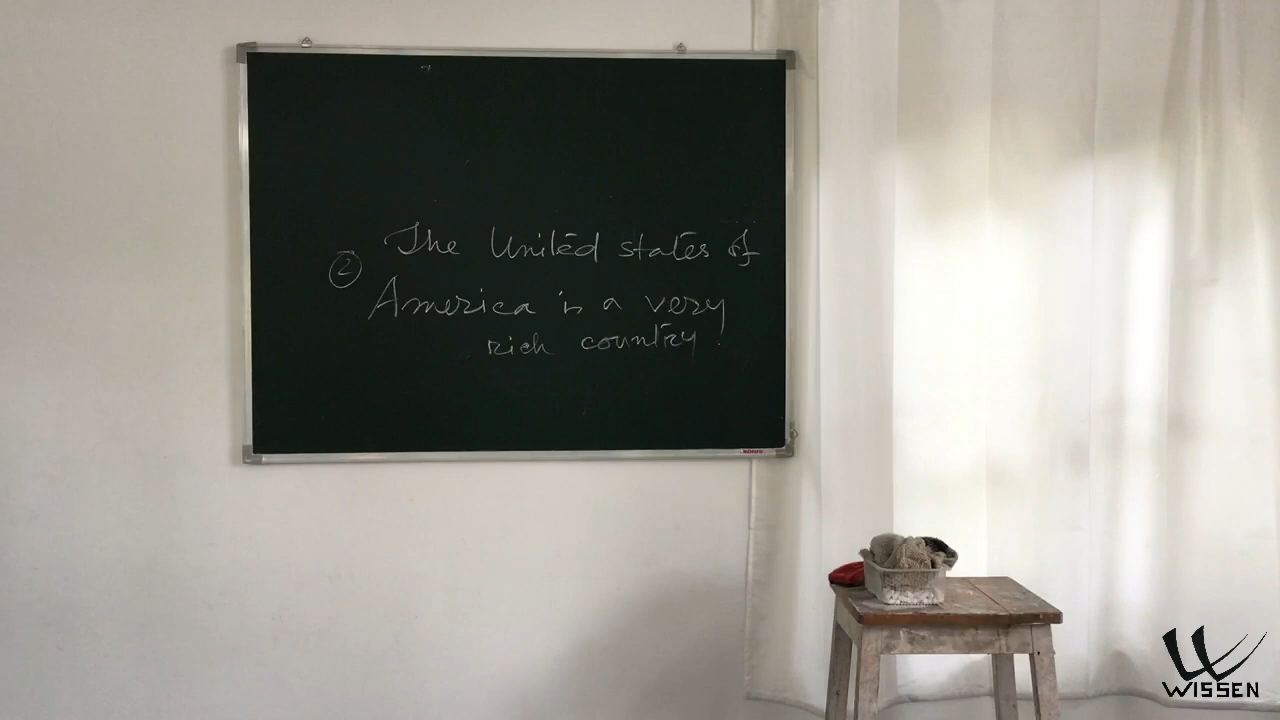 ② The United states of
America is a very
rich country.
WISSEN